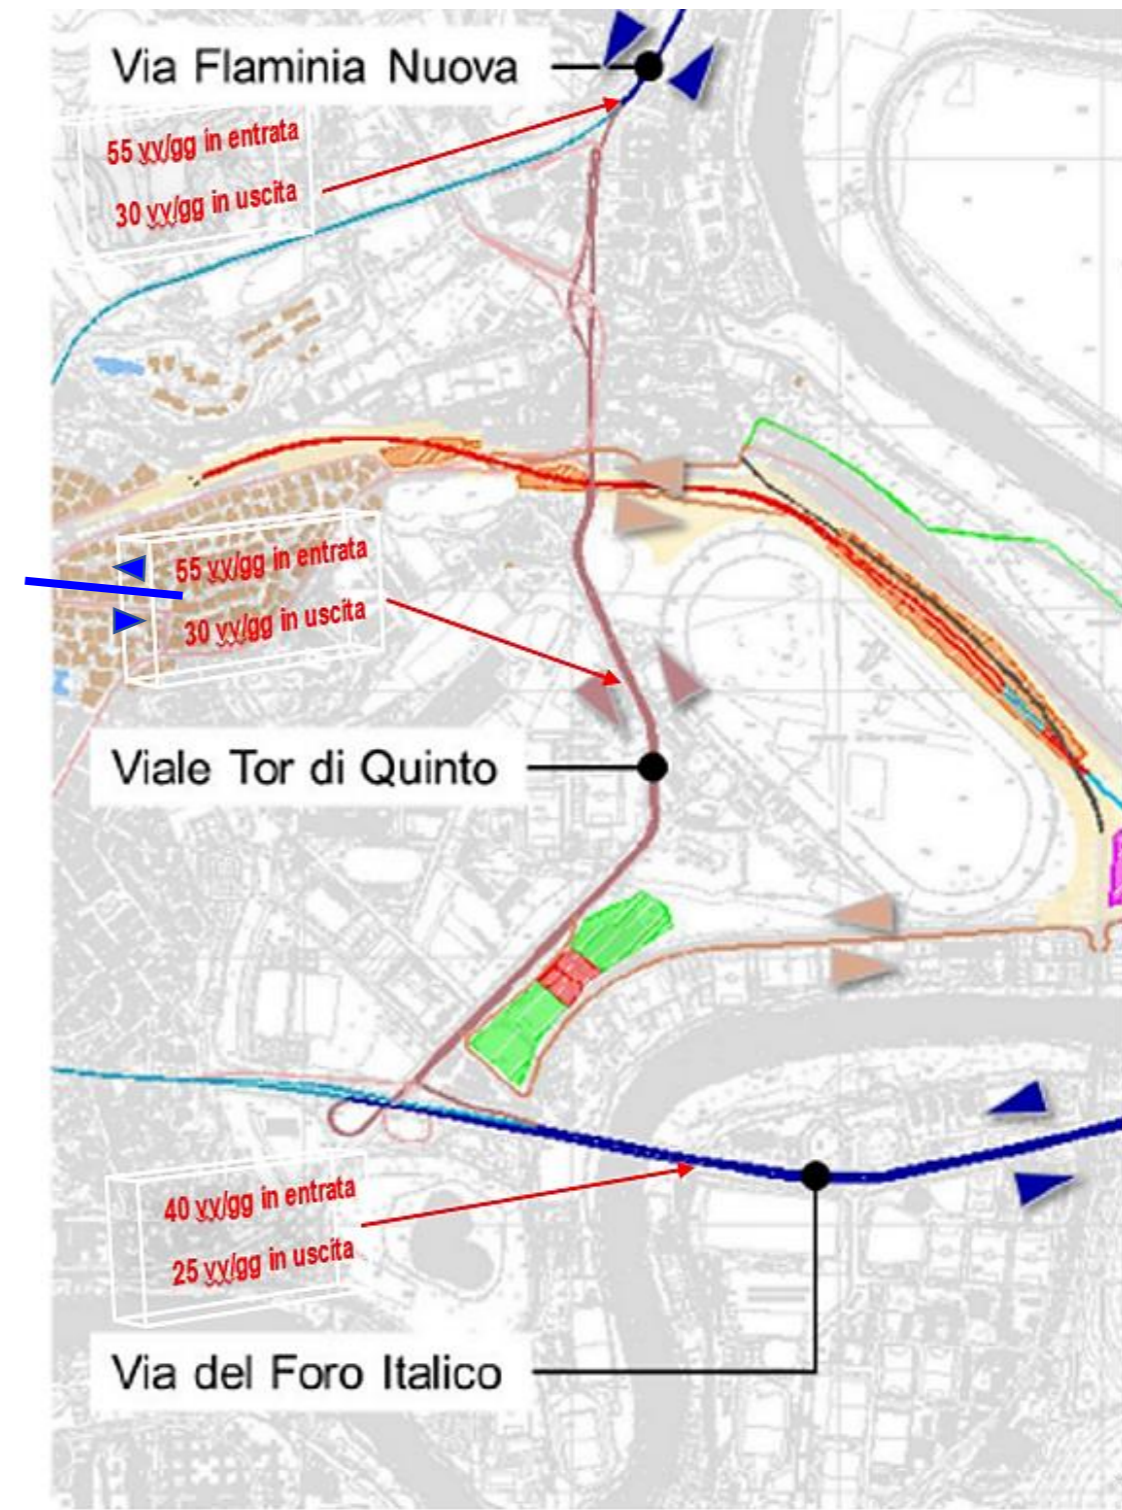 Via Flaminia Nuova
55 vv/gg in entrata
30 vv/gg in uscita
55 vv/gg in entrata
30 vv/gg in uscita
Viale Tor di Quinto
40 vv/gg in entrata
25 vv/gg in uscita
Via del Foro Italico